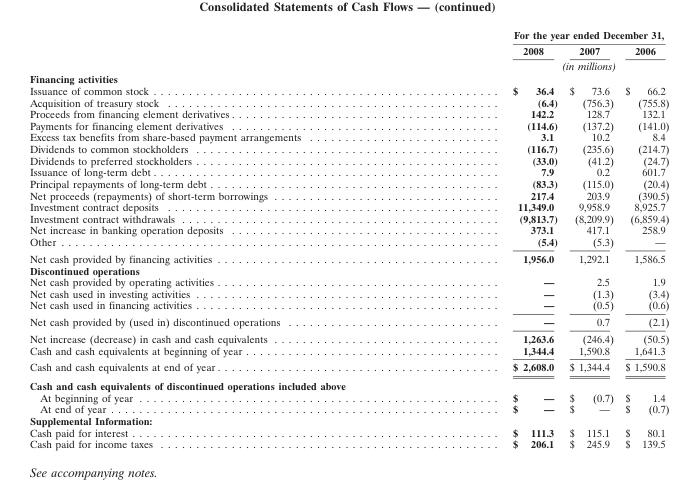 Consolidated Statements of Cash Flows — (continued)
For the year ended December 31,
2008 2007 2006
(in millions)
Financing activities
Issuance of common stock $ 36.4 $ 73.6 $ 66.2
Acquisition of treasury stock (6.4) (756.3) (755.8)
Proceeds from financing element derivatives 142.2 128.7 132.1
Payments for financing element derivatives (114.6) (137.2) (141.0)
Excess tax benefits from share-based payment arrangements 3.1 10.2 8.4
Dividends to common stockholders (116.7) (235.6) (214.7)
Dividends to preferred stockholders (33.0) (41.2) (24.7)
Issuance of long-term debt 7.9 0.2 601.7
Principal repayments of long-term debt (83.3) (115.0) (20.4)
Net proceeds (repayments) of short-term borrowings 217.4 203.9 (390.5)
Investment contract deposits 11,349.0 9,958.9 8,925.7
Investment contract withdrawals (9,813.7) (8,209.9) (6,859.4)
Net increase in banking operation deposits 373.1 417.1 258.9
Other (5.4) (5.3) —
Net cash provided by financing activities 1,956.0 1,292.1 1,586.5
Discontinued operations
Net cash provided by operating activities — 2.5 1.9
Net cash used in investing activities — (1.3) (3.4)
Net cash used in financing activities — (0.5) (0.6)
Net cash provided by (used in) discontinued operations — 0.7 (2.1)
Net increase (decrease) in cash and cash equivalents 1,263.6 (246.4) (50.5)
Cash and cash equivalents at beginning of year 1,344.4 1,590.8 1,641.3
Cash and cash equivalents at end of year $ 2,608.0 $ 1,344.4 $ 1,590.8
Cash and cash equivalents of discontinued operations included above
At beginning of year $ — $ (0.7) $ 1.4
At end of year $ — $ — $ (0.7)
Supplemental Information:
Cash paid for interest $ 111.3 $ 115.1 $ 80.1
Cash paid for income taxes $ 206.1 $ 245.9 $ 139.5
See accompanying notes.